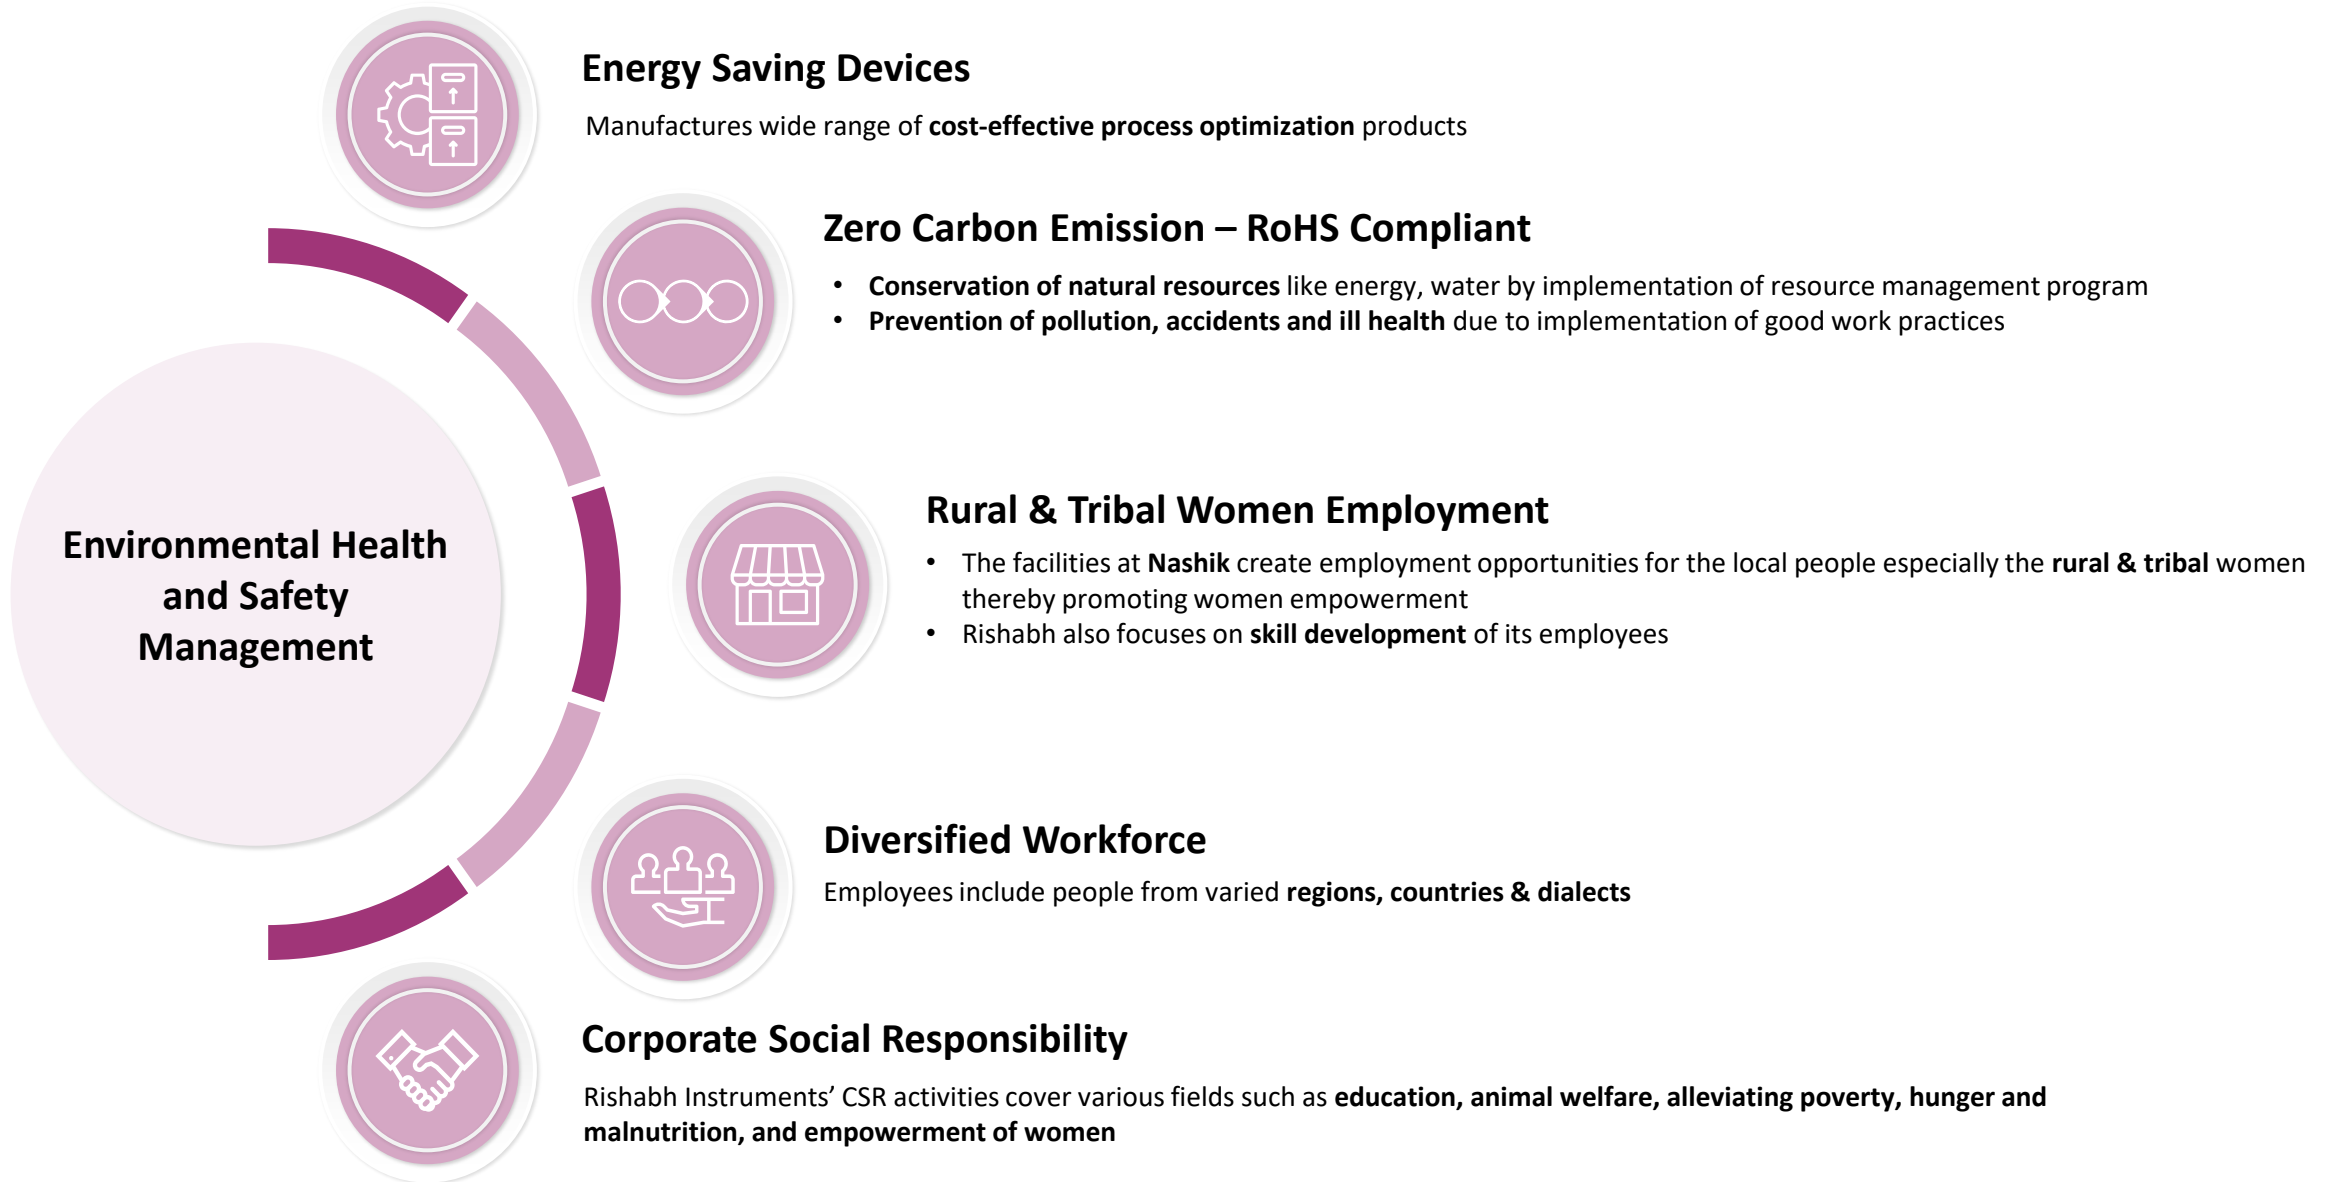 Energy Saving Devices
Manufactures wide range of cost-effective process optimization products
Zero Carbon Emission – RoHS Compliant
• Conservation of natural resources like energy, water by implementation of resource management program
• Prevention of pollution, accidents and ill health due to implementation of good work practices
Environmental Health
and Safety
Management
Rural & Tribal Women Employment
• The facilities at Nashik create employment opportunities for the local people especially the rural & tribal women
thereby promoting women empowerment
• Rishabh also focuses on skill development of its employees
Diversified Workforce
Employees include people from varied regions, countries & dialects
Corporate Social Responsibility
Rishabh Instruments’ CSR activities cover various fields such as education, animal welfare, alleviating poverty, hunger and
malnutrition, and empowerment of women